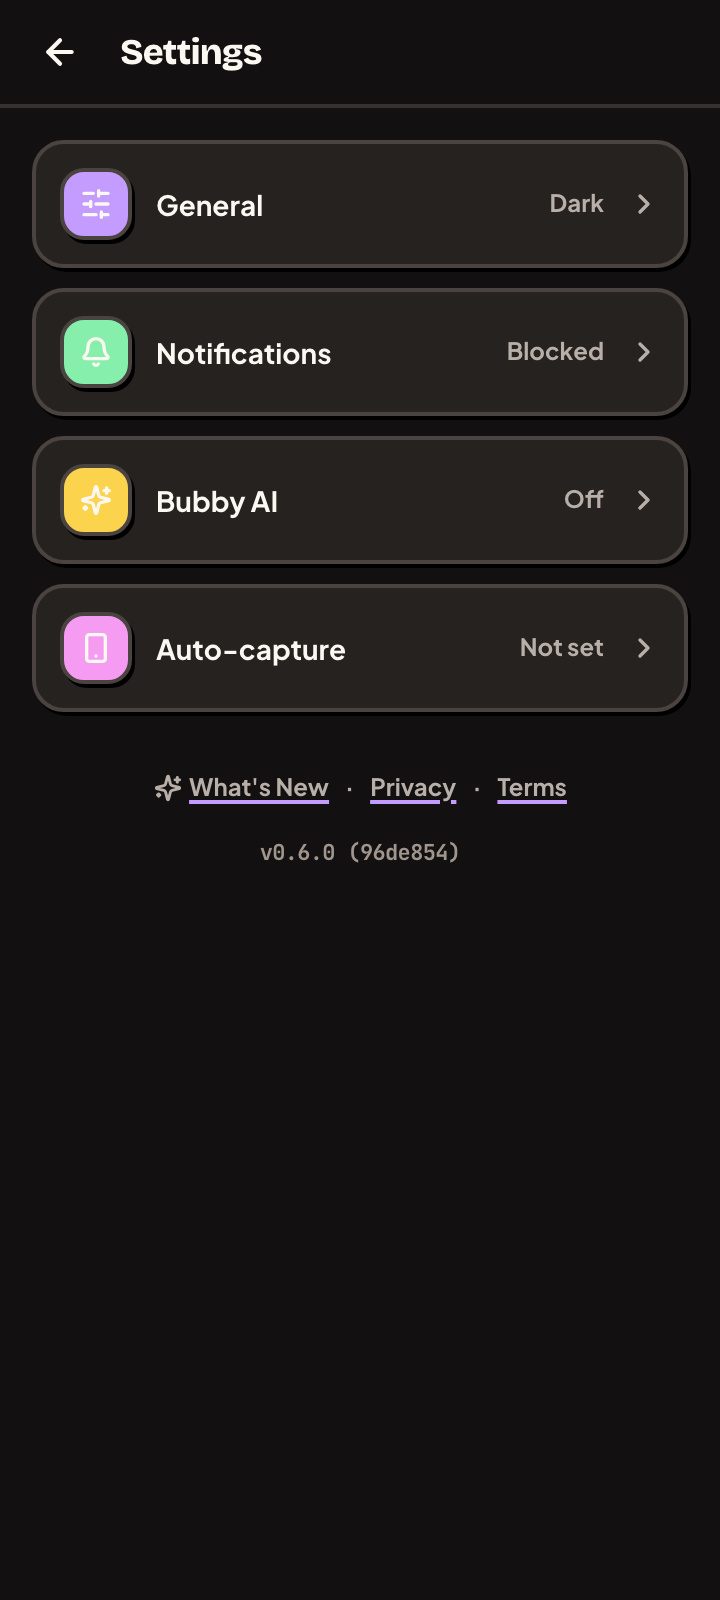 Settings
General Dark
Notifications Blocked
Bubby AI Off
Auto-capture Not set
What's New · Privacy · Terms
v0.6.0 (96de854)